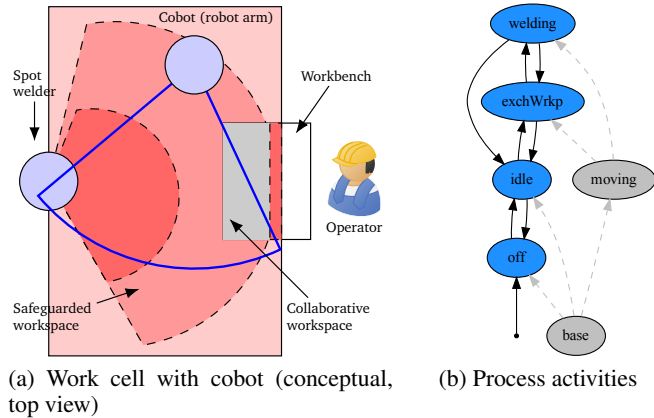 Cobot (robot arm)
Spot
welder
Workbench
Operator
Safeguarded
workspace
Collaborative
workspace
(a) Work cell with cobot (conceptual,
top view)
welding
exchWrkp
idle
moving
off
base
(b) Process activities